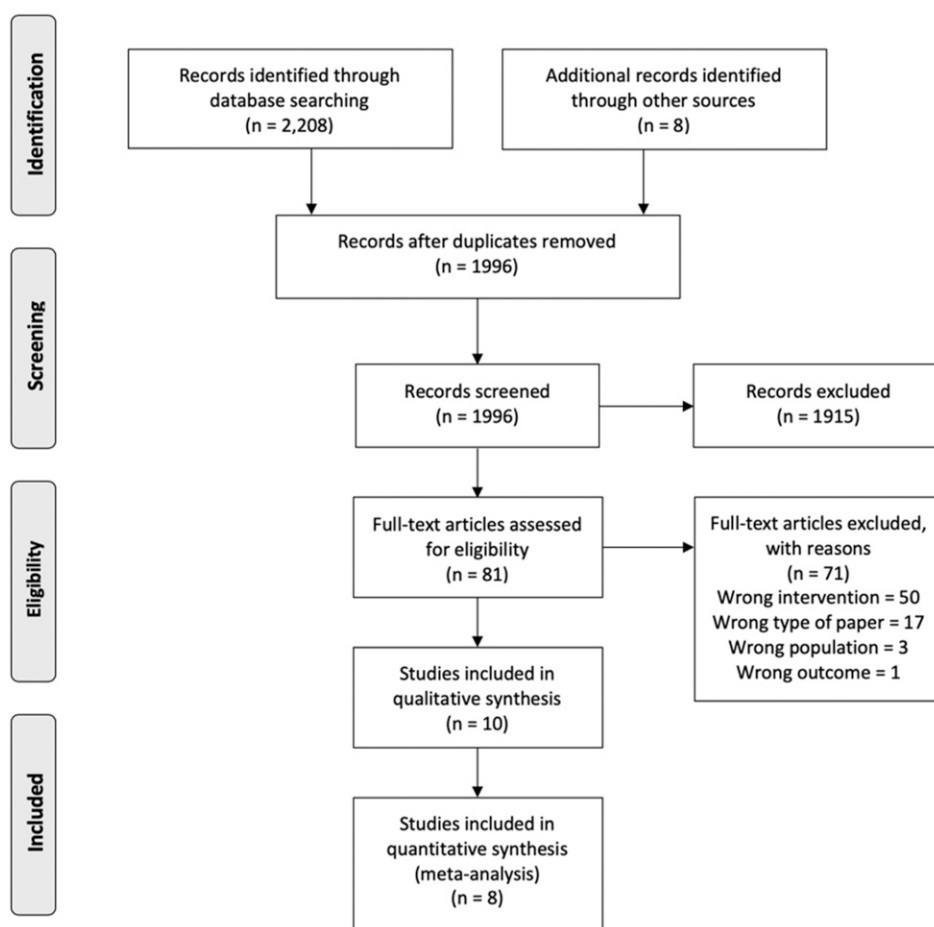 Identification
Records identified through
database searching
(n = 2,208)
Additional records identified
through other sources
(n = 8)
Records after duplicates removed
(n = 1996)
Screening
Records screened
(n = 1996)
Records excluded
(n = 1915)
Eligibility
Full-text articles assessed
for eligibility
(n = 81)
Full-text articles excluded,
with reasons
(n = 71)
Wrong intervention = 50
Wrong type of paper = 17
Wrong population = 3
Wrong outcome = 1
Studies included in
qualitative synthesis
(n = 10)
Included
Studies included in
quantitative synthesis
(meta-analysis)
(n = 8)